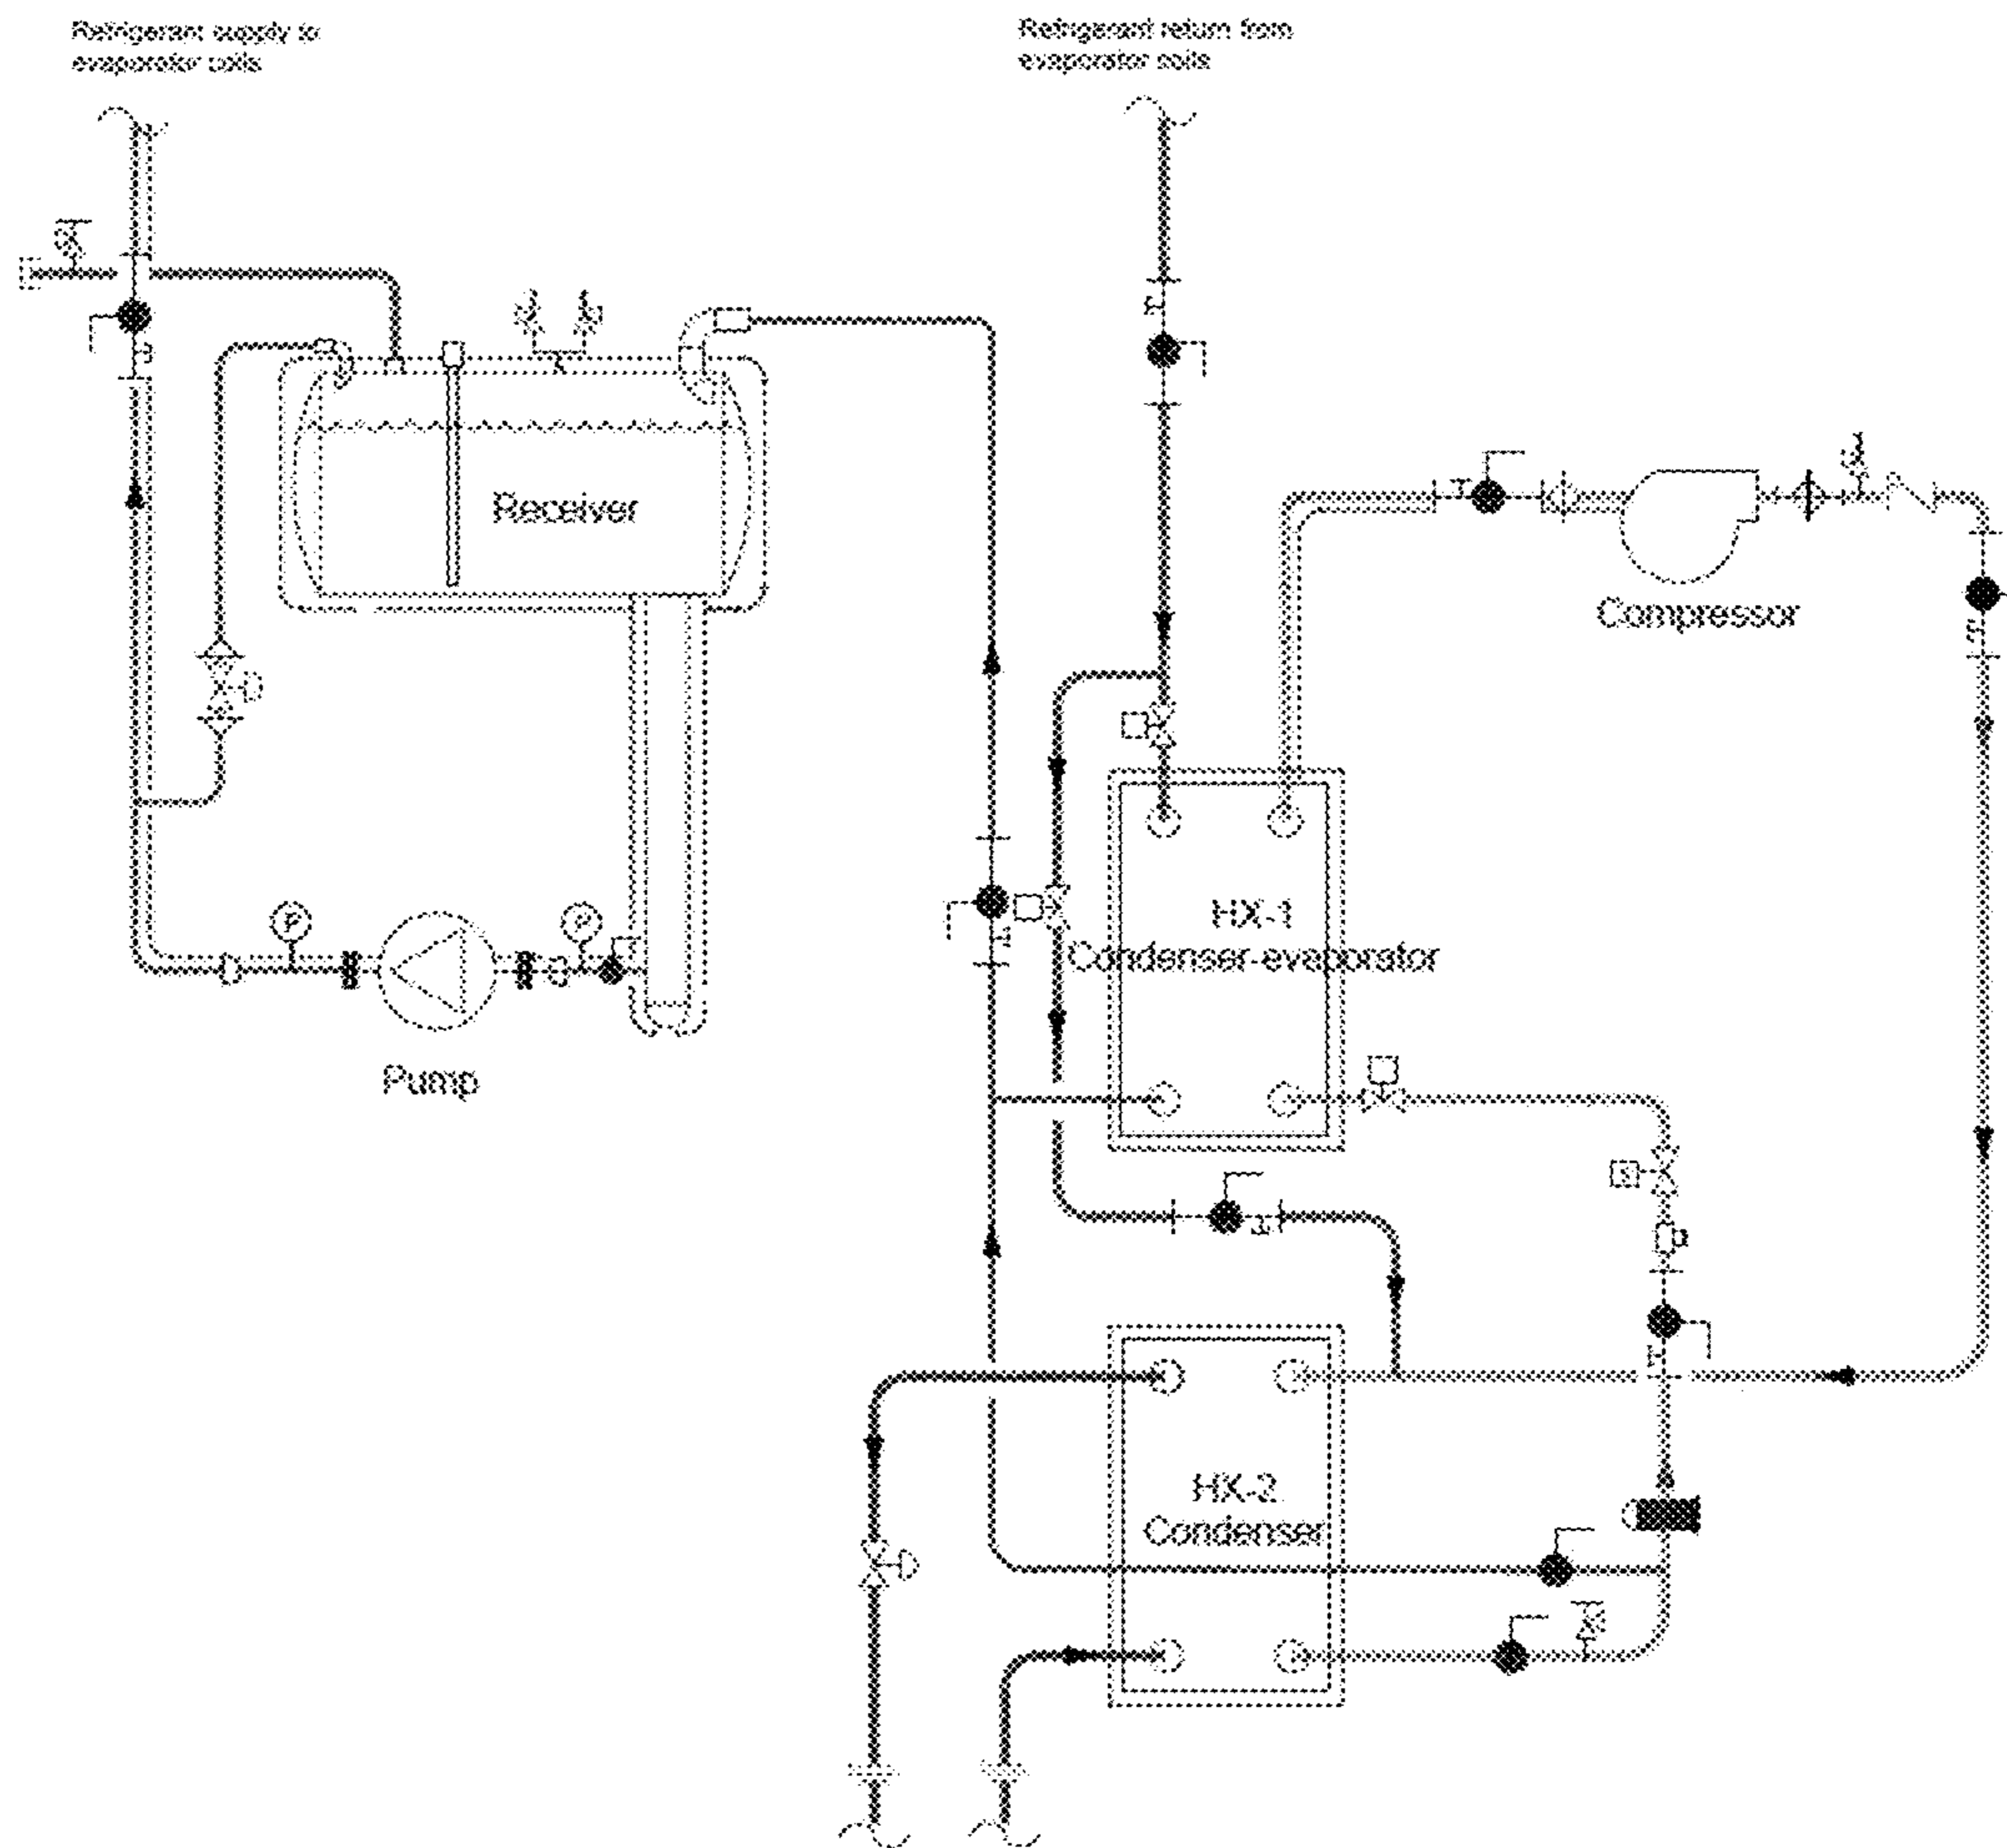 Refrigerant supply to
evaporator coils
Refrigerant return from
evaporator coils
Receiver
Compressor
P
P
HX-1
Condenser-evaporator
Pump
S
HX-2
Condenser